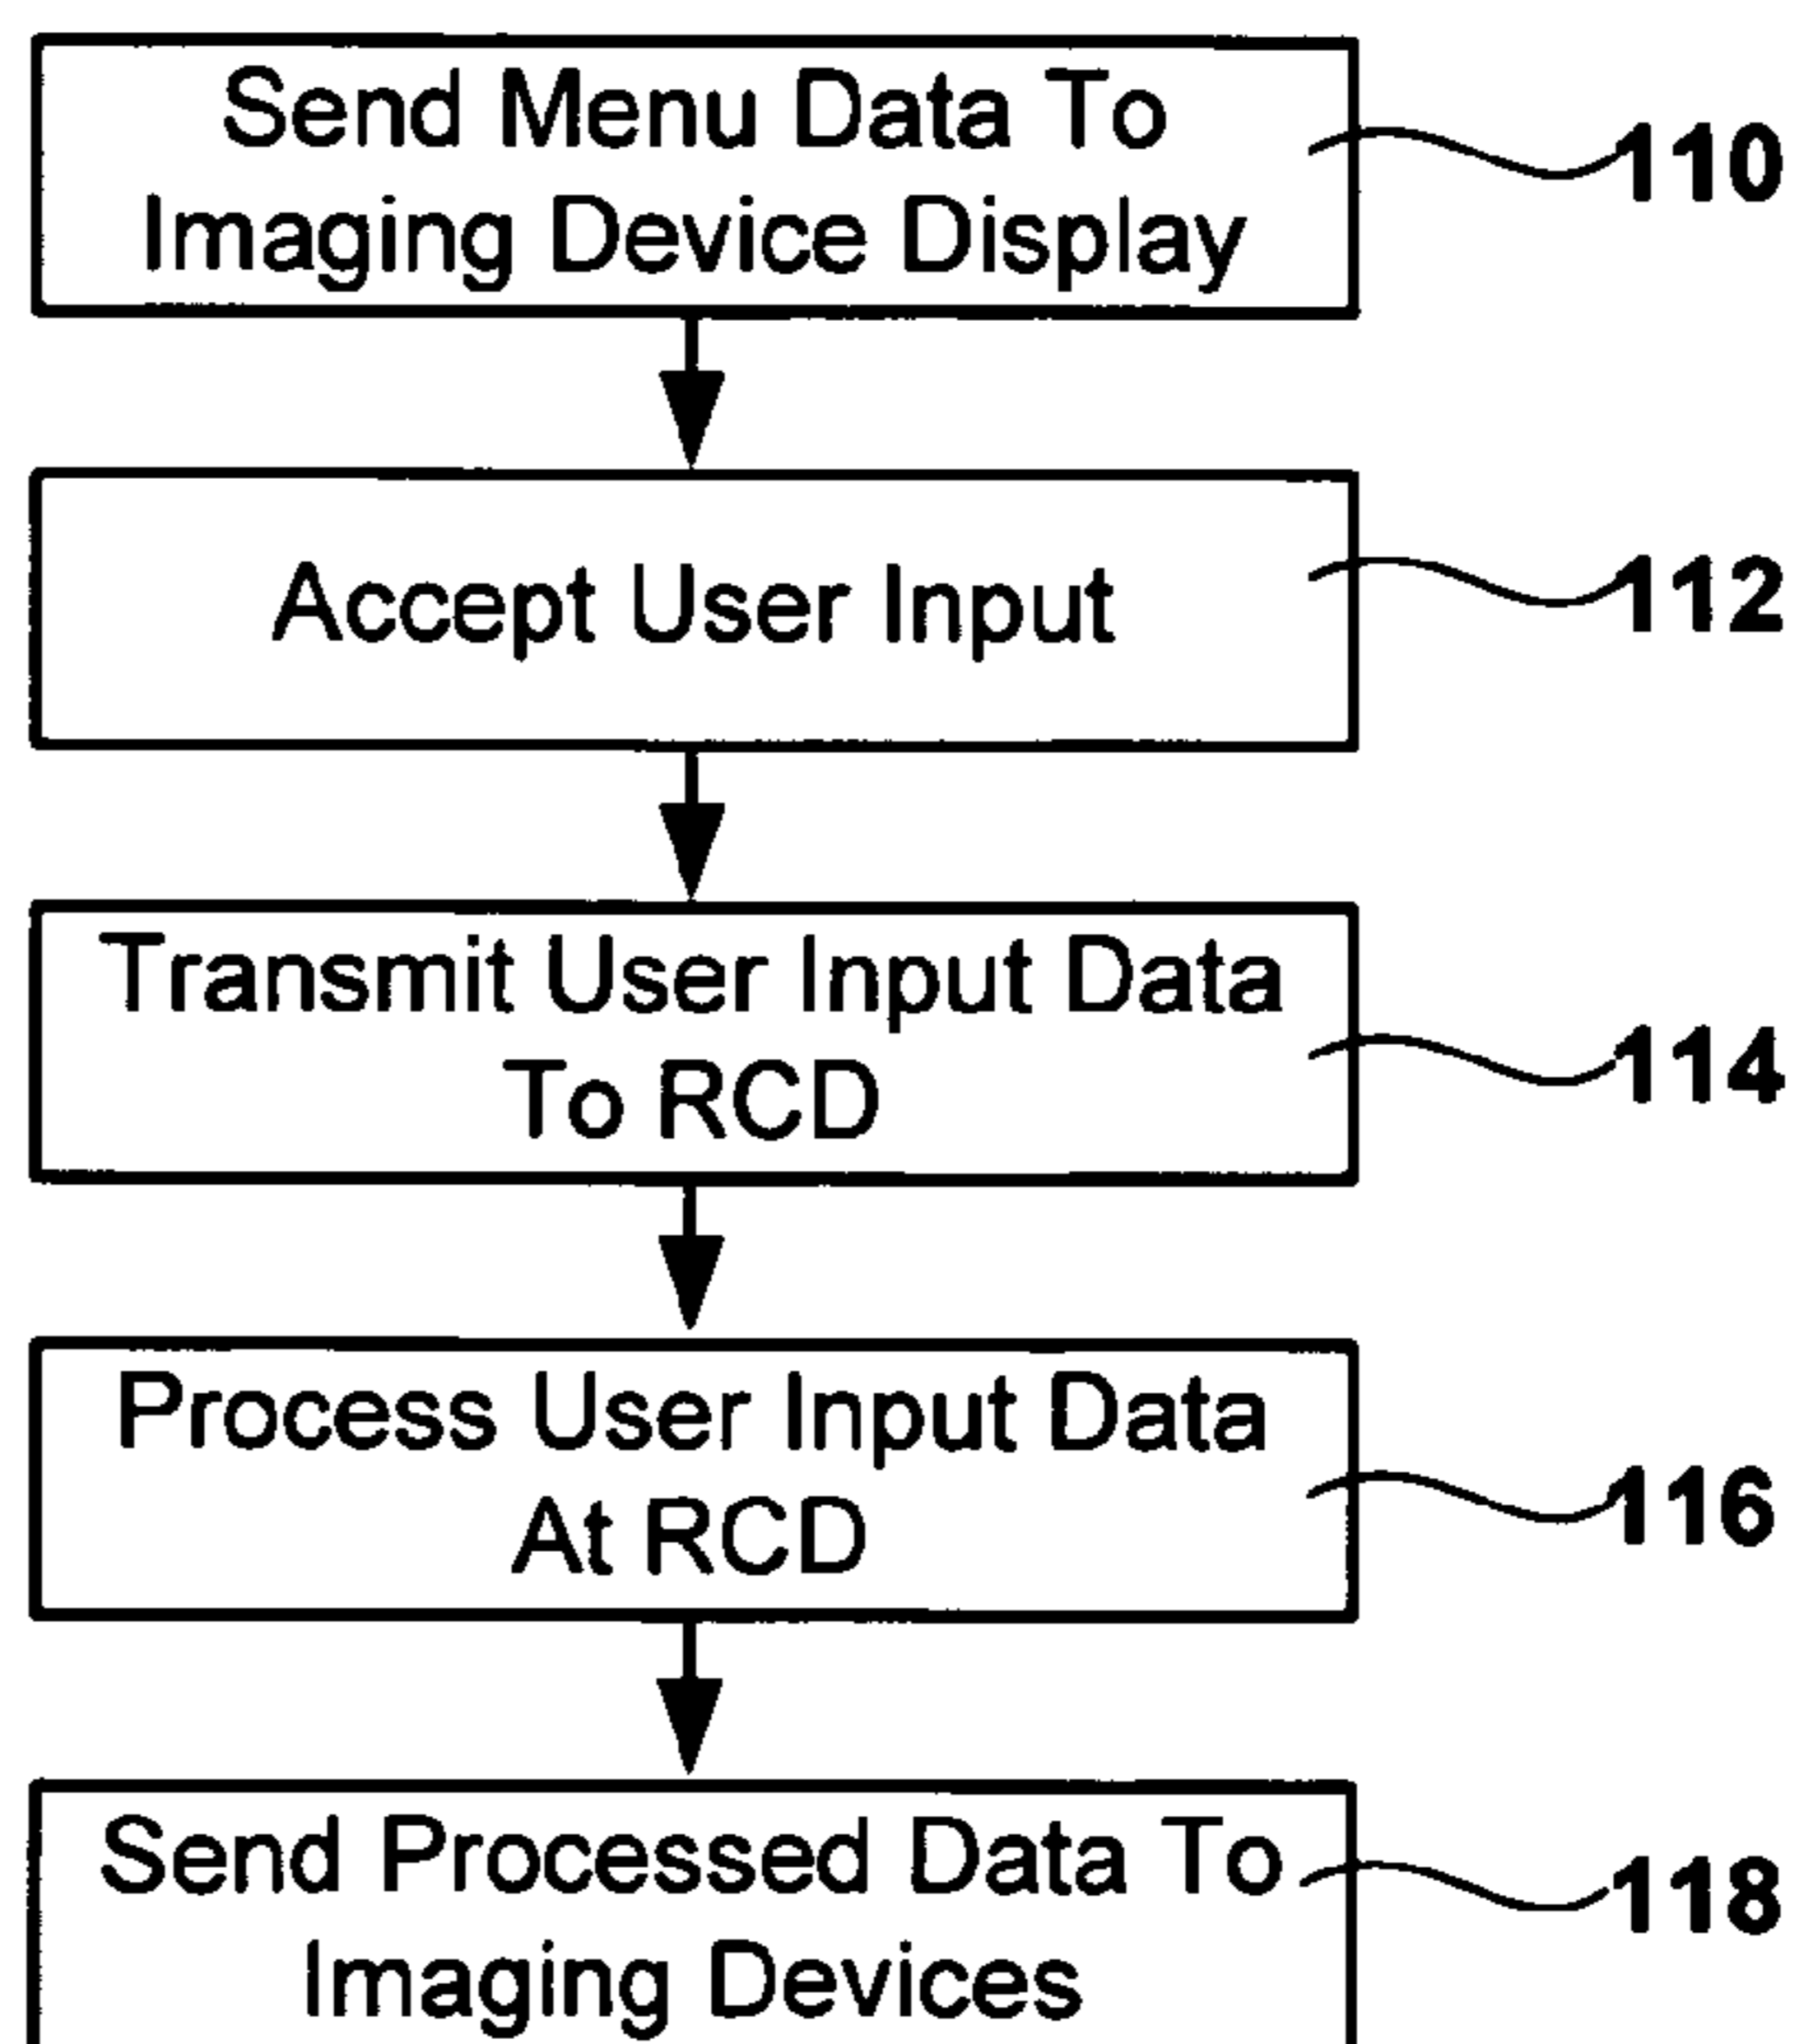 Send Menu Data To
Imaging Device Display
110
Accept User Input
112
Transmit User Input Data
To RCD
114
Process User Input Data
At RCD
116
Send Processed Data To
Imaging Devices
118